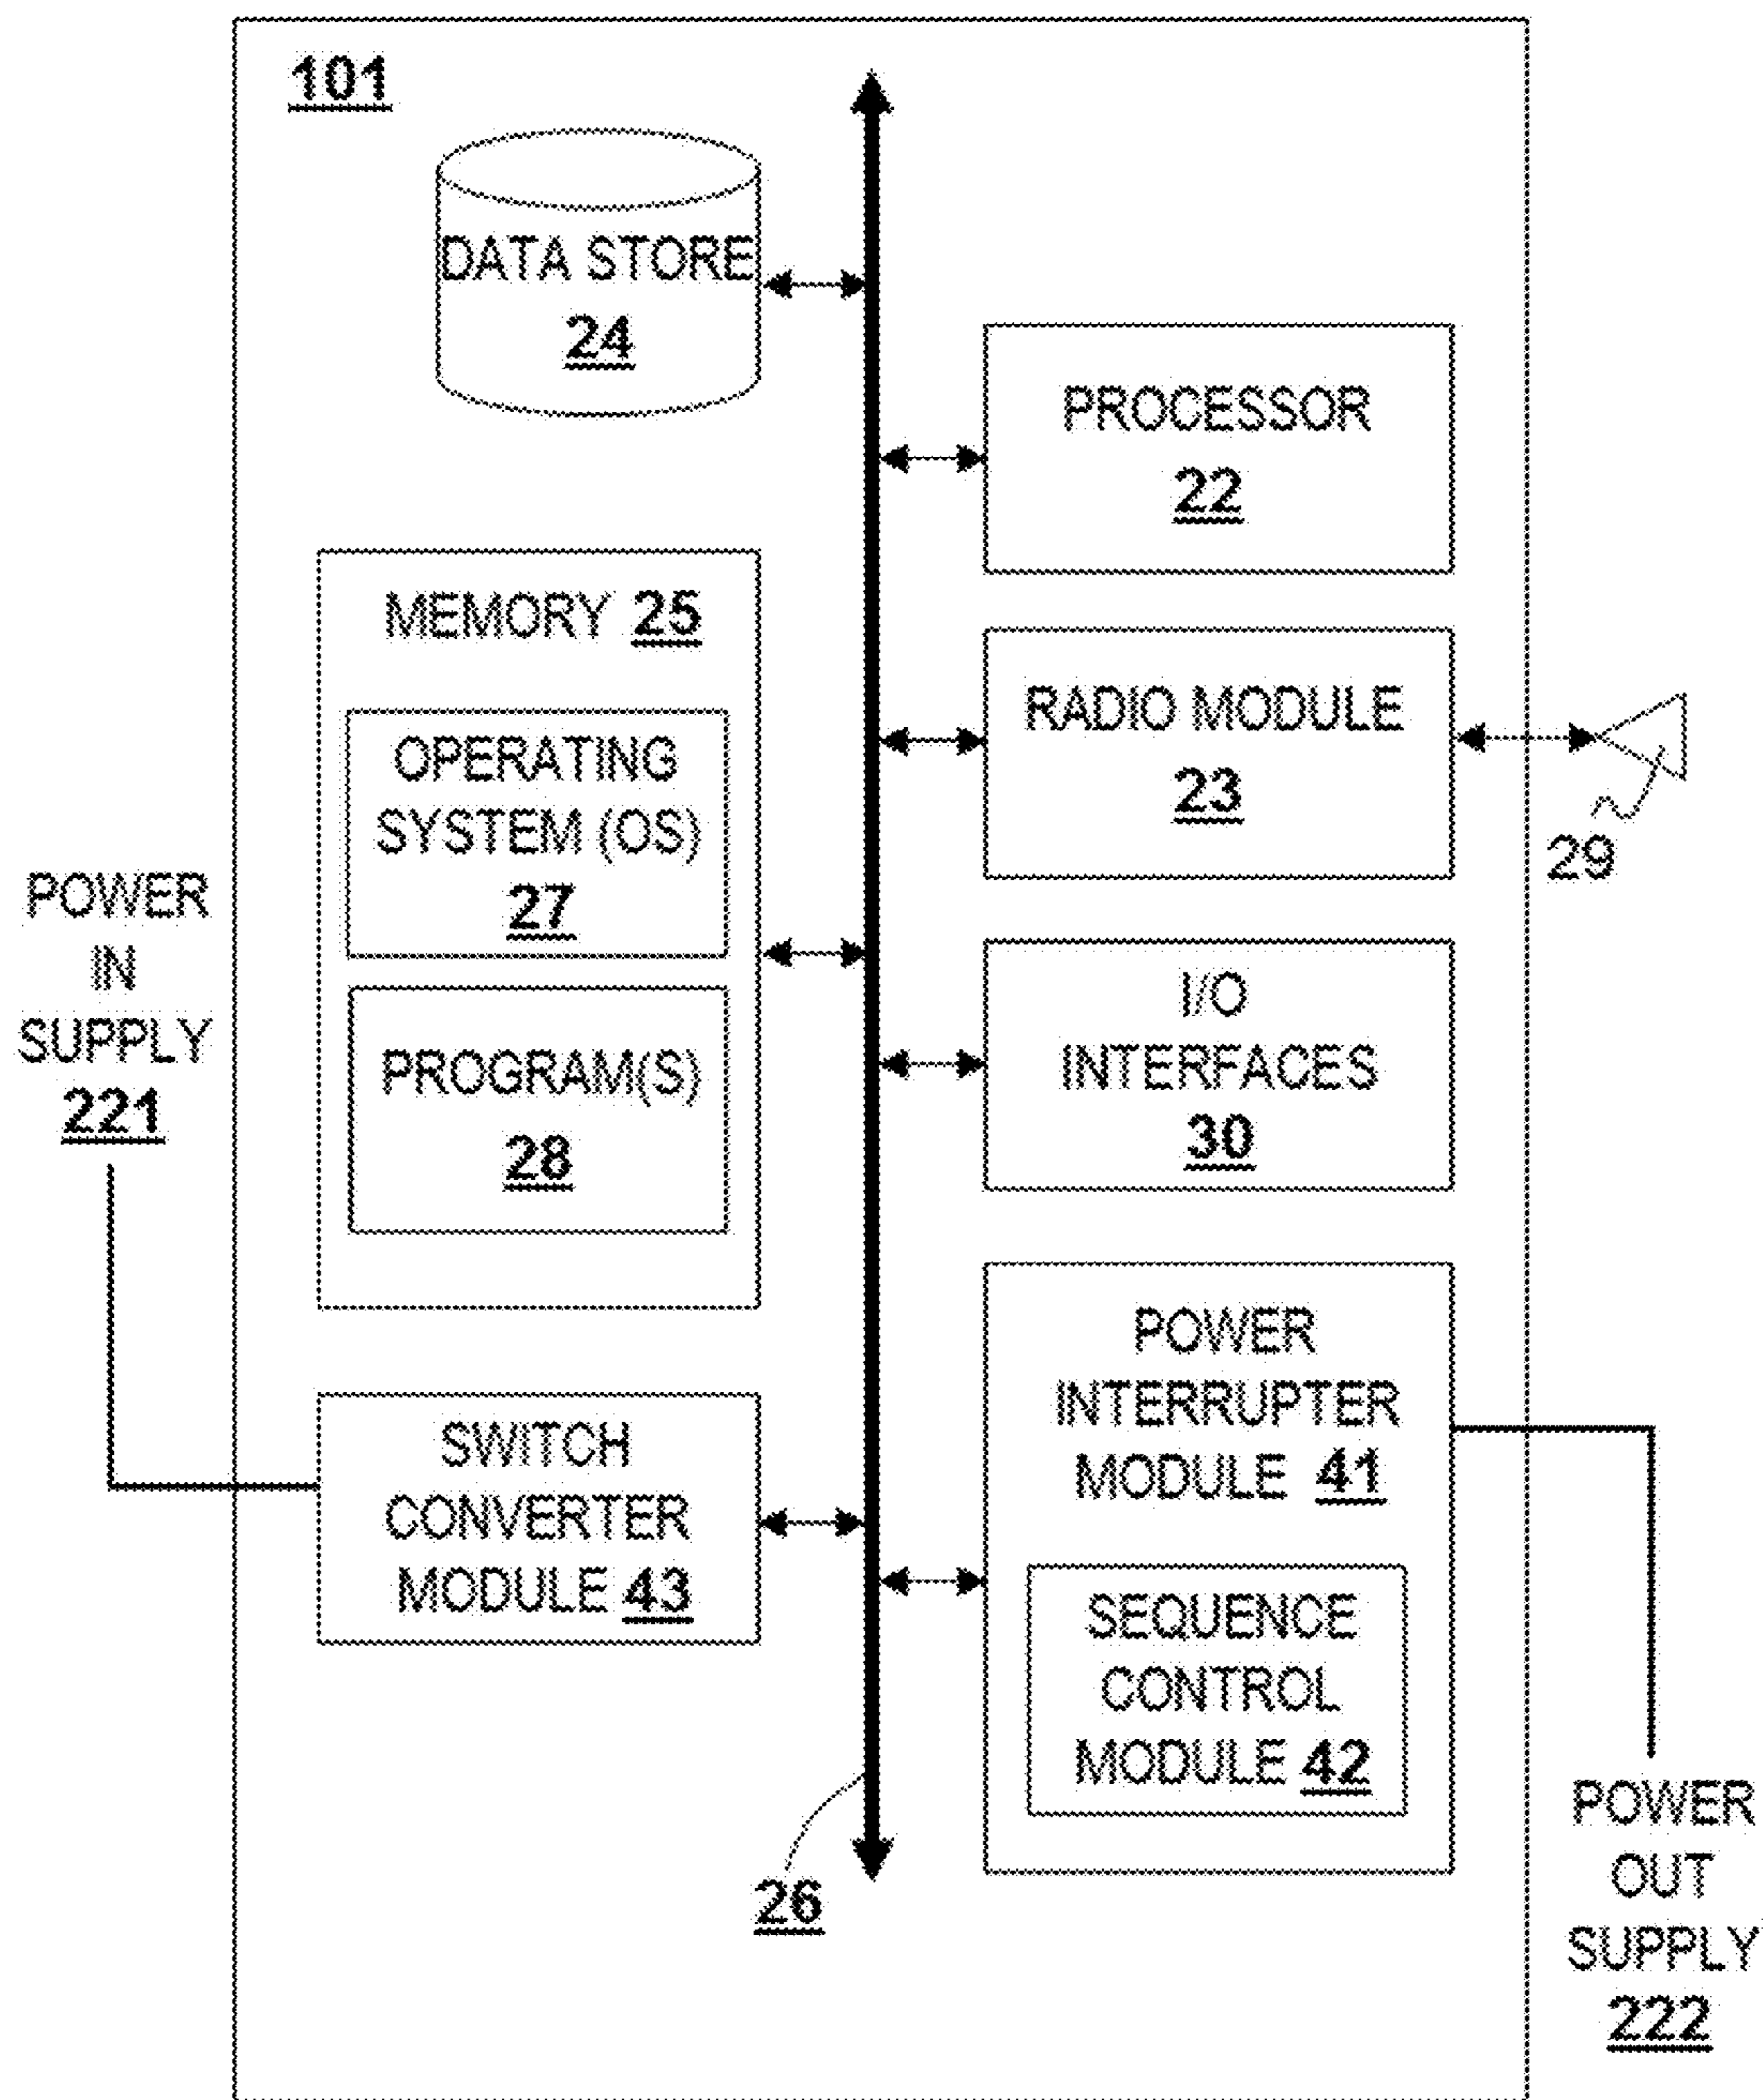 101
DATA STORE
24
PROCESSOR
22
MEMORY 25
OPERATING
SYSTEM (OS)
27
PROGRAM(S)
28
RADIO MODULE
23
29
I/O
INTERFACES
30
POWER
IN
SUPPLY
221
SWITCH
CONVERTER
MODULE 43
POWER
INTERRUPTER
MODULE 41
SEQUENCE
CONTROL
MODULE 42
26
POWER
OUT
SUPPLY
222